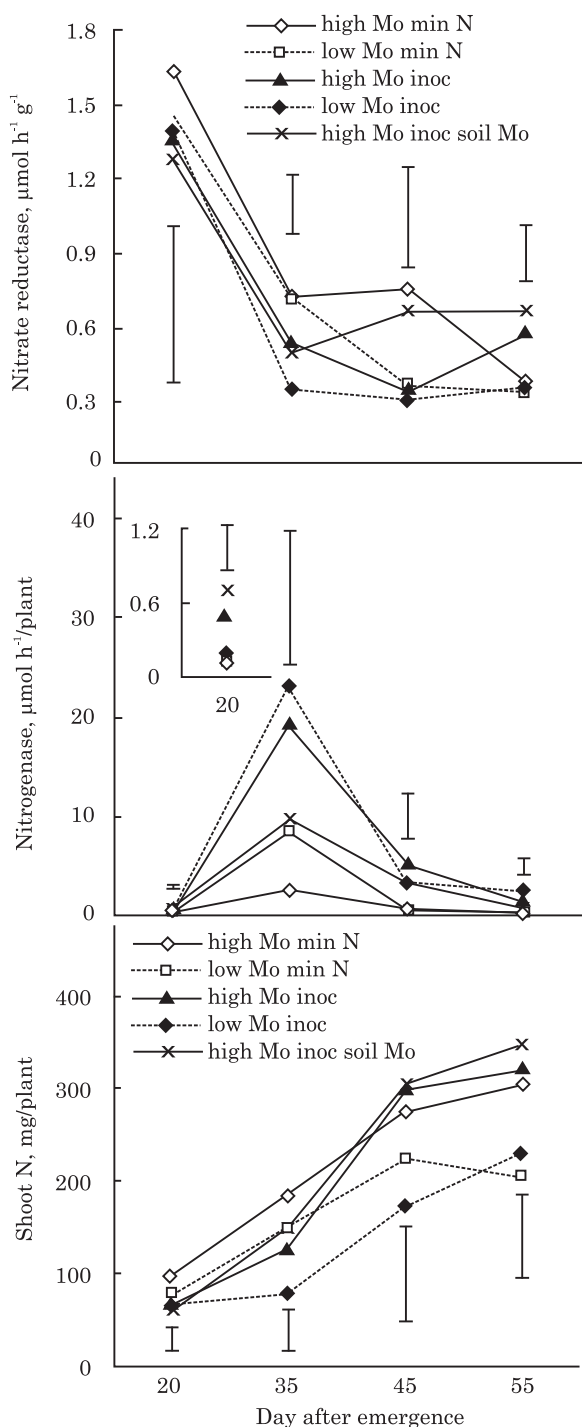 1.8
high Mo min N
low Mo min N
high Mo inoc
low Mo inoc
high Mo inoc soil Mo
1.5
1.2
0.9
0.6
0.3
0
Nitrate reductase, µmol h⁻¹ g⁻¹
40
30
20
10
0
Nitrogenase, µmol h⁻¹/plant
1.2
0.6
0
20
high Mo min N
low Mo min N
high Mo inoc
low Mo inoc
high Mo inoc soil Mo
400
300
200
100
0
Shoot N, mg/plant
20 35 45 55
Day after emergence